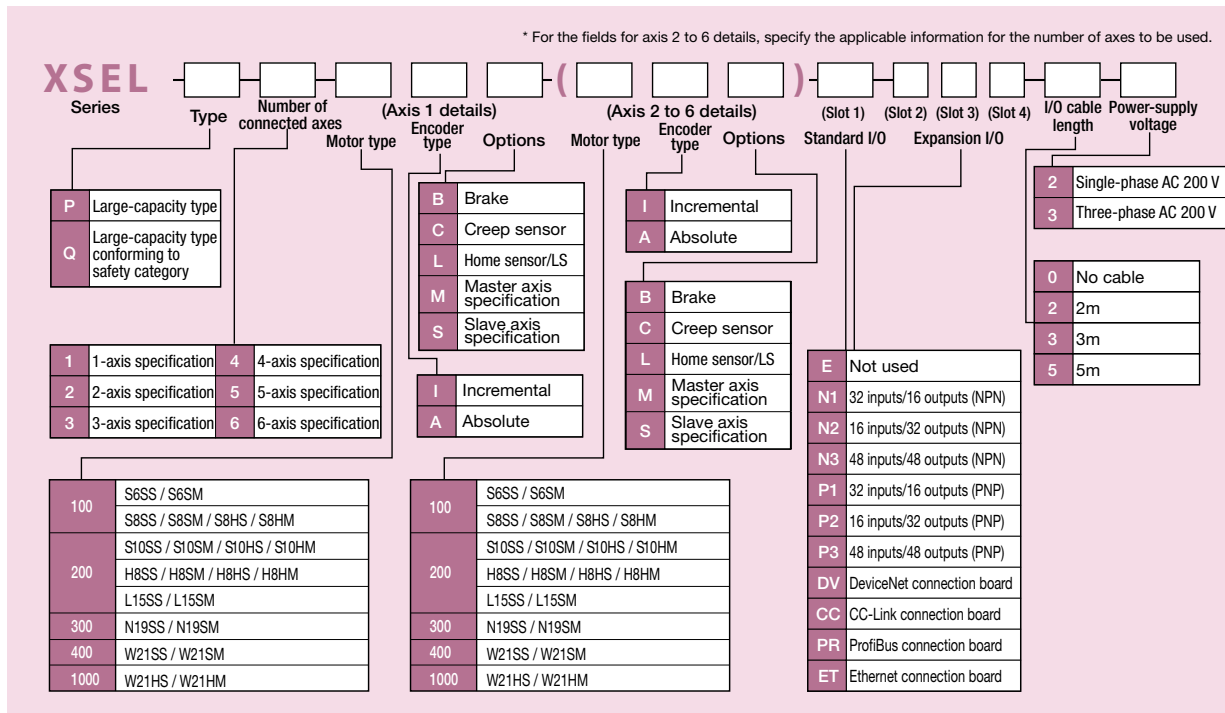 * For the fields for axis 2 to 6 details, specify the applicable information for the number of axes to be used.
XSEL - - - ( ) - - - - - -
Series
Type
Number of
connected axes
(Axis 1 details)
Motor type
Encoder
type
Options
(Axis 2 to 6 details)
Motor type
Encoder
type
Options
(Slot 1)
(Slot 2)
(Slot 3)
(Slot 4)
Standard I/O
Expansion I/O
I/O cable
length
Power-supply
voltage
P Large-capacity type
Q Large-capacity type
conforming to
safety category
1 1-axis specification 4 4-axis specification
2 2-axis specification 5 5-axis specification
3 3-axis specification 6 6-axis specification
B Brake
C Creep sensor
L Home sensor/LS
M Master axis
specification
S Slave axis
specification
I Incremental
A Absolute
I Incremental
A Absolute
B Brake
C Creep sensor
L Home sensor/LS
M Master axis
specification
S Slave axis
specification
2 Single-phase AC 200 V
3 Three-phase AC 200 V
0 No cable
2 2m
3 3m
5 5m
E Not used
N1 32 inputs/16 outputs (NPN)
N2 16 inputs/32 outputs (NPN)
N3 48 inputs/48 outputs (NPN)
P1 32 inputs/16 outputs (PNP)
P2 16 inputs/32 outputs (PNP)
P3 48 inputs/48 outputs (PNP)
DV DeviceNet connection board
CC CC-Link connection board
PR ProfiBus connection board
ET Ethernet connection board
100 S6SS / S6SM
S8SS / S8SM / S8HS / S8HM
200 S10SS / S10SM / S10HS / S10HM
H8SS / H8SM / H8HS / H8HM
L15SS / L15SM
300 N19SS / N19SM
400 W21SS / W21SM
1000 W21HS / W21HM
100 S6SS / S6SM
S8SS / S8SM / S8HS / S8HM
200 S10SS / S10SM / S10HS / S10HM
H8SS / H8SM / H8HS / H8HM
L15SS / L15SM
300 N19SS / N19SM
400 W21SS / W21SM
1000 W21HS / W21HM